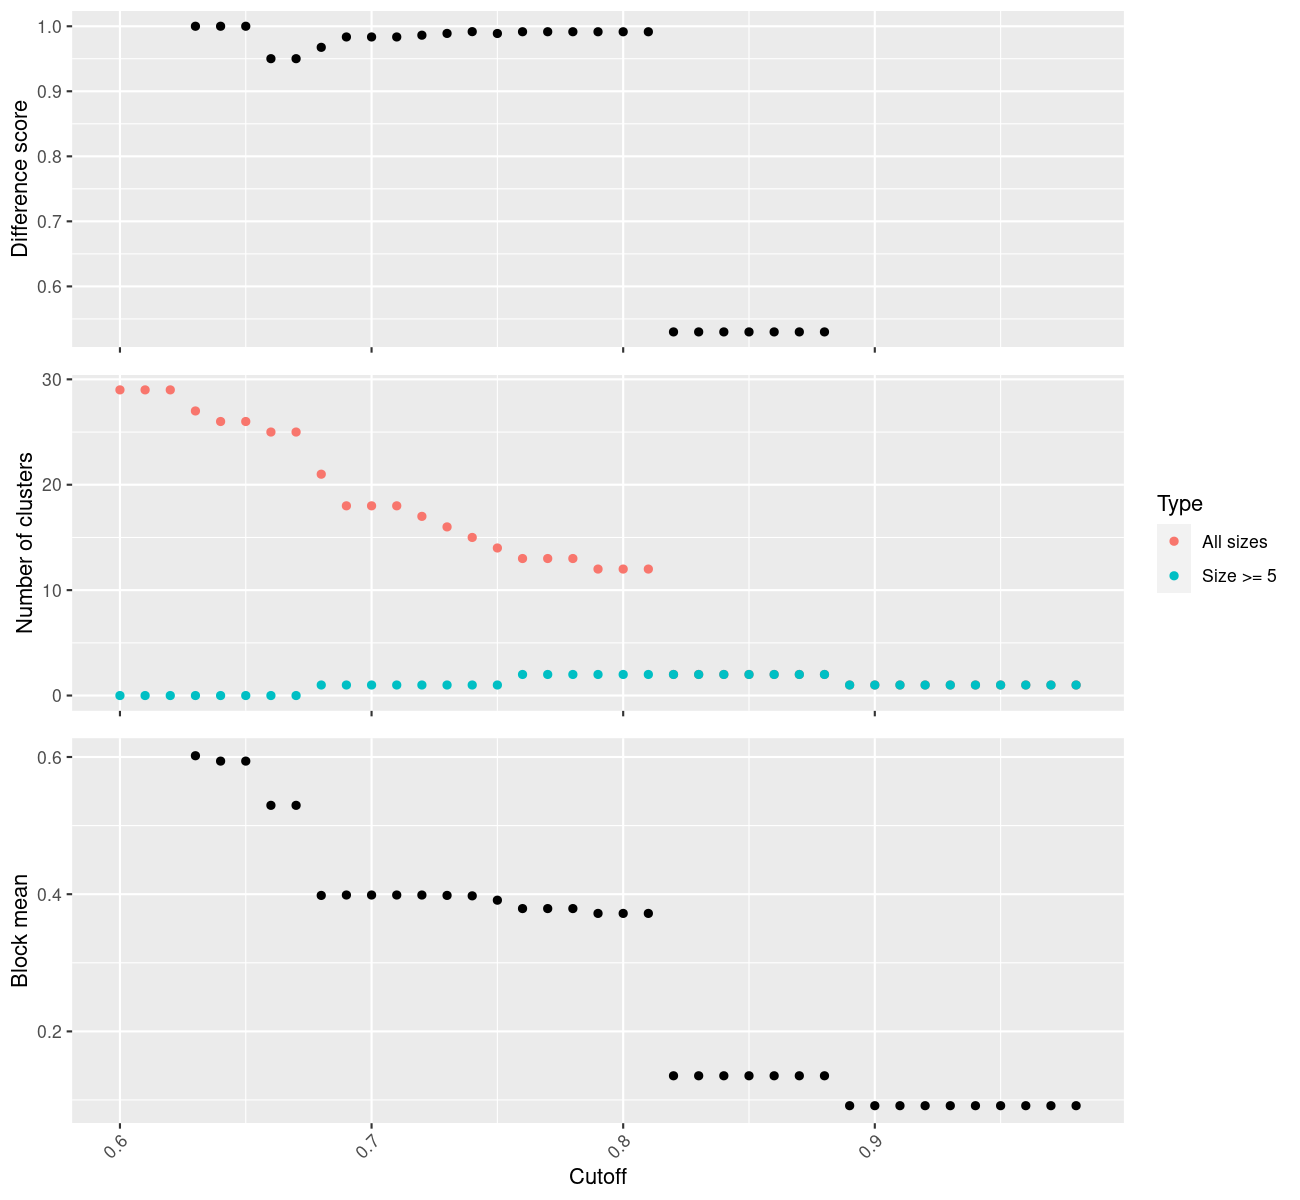 Difference score
1.0
0.9
0.8
0.7
0.6
Number of clusters
30
20
10
0
Type
All sizes
Size >= 5
Block mean
0.6
0.4
0.2
0.6
0.7
0.8
0.9
Cutoff